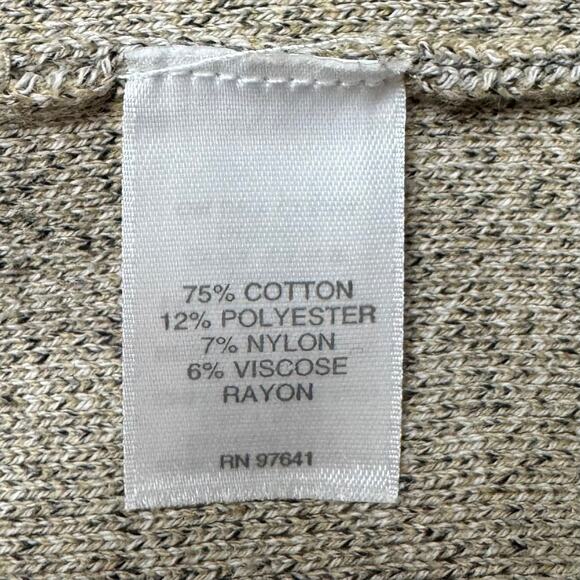 75% COTTON
12% POLYESTER
7% NYLON
6% VISCOSE
RAYON
RN 97641